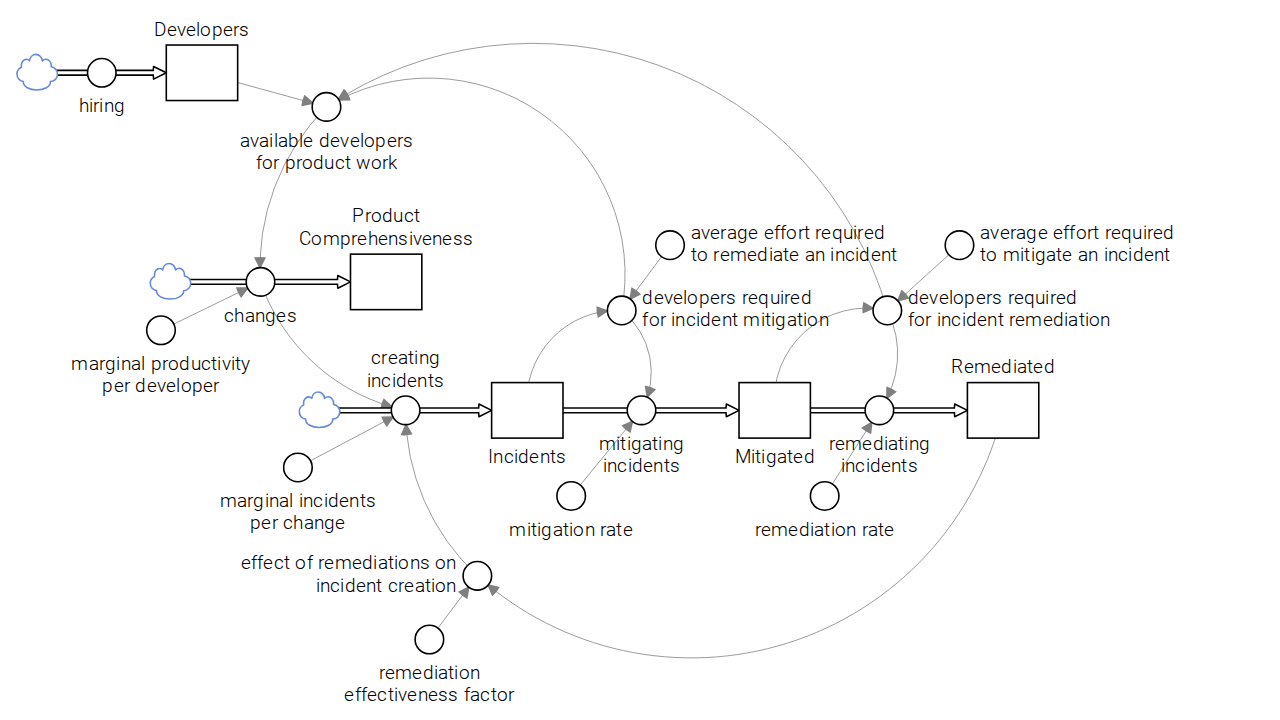 Developers
hiring
available developers
for product work
Product
Comprehensiveness
average effort required
to remediate an incident
average effort required
to mitigate an incident
changes
developers required
for incident mitigation
developers required
for incident remediation
marginal productivity
per developer
creating
incidents
Remediated
Incidents
mitigating
incidents
Mitigated
remediating
incidents
marginal incidents
per change
mitigation rate
remediation rate
effect of remediations on
incident creation
remediation
effectiveness factor